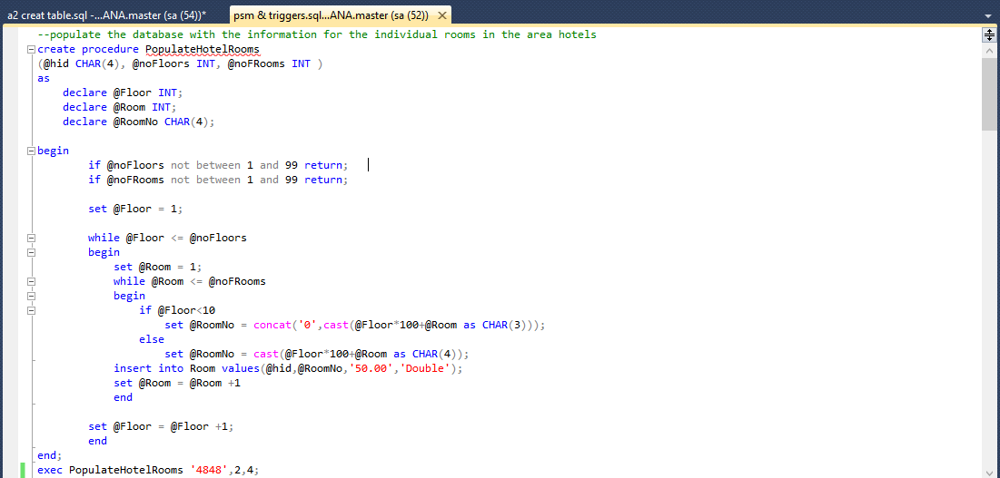 a2 creat table.sql -...ANA.master (sa (54))* psm & triggers.sql...ANA.master (sa (52))
--populate the database with the information for the individual rooms in the area hotels
create procedure PopulateHotelRooms
(@hid CHAR(4), @noFloors INT, @noFRooms INT )
as
declare @Floor INT;
declare @Room INT;
declare @RoomNo CHAR(4);
begin
if @noFloors not between 1 and 99 return;
if @noFRooms not between 1 and 99 return;
set @Floor = 1;
while @Floor <= @noFloors
begin
set @Room = 1;
while @Room <= @noFRooms
begin
if @Floor<10
set @RoomNo = concat('0',cast(@Floor*100+@Room as CHAR(3)));
else
set @RoomNo = cast(@Floor*100+@Room as CHAR(4));
insert into Room values(@hid,@RoomNo,'50.00','Double');
set @Room = @Room +1
end
set @Floor = @Floor +1;
end
end;
exec PopulateHotelRooms '4848',2,4;